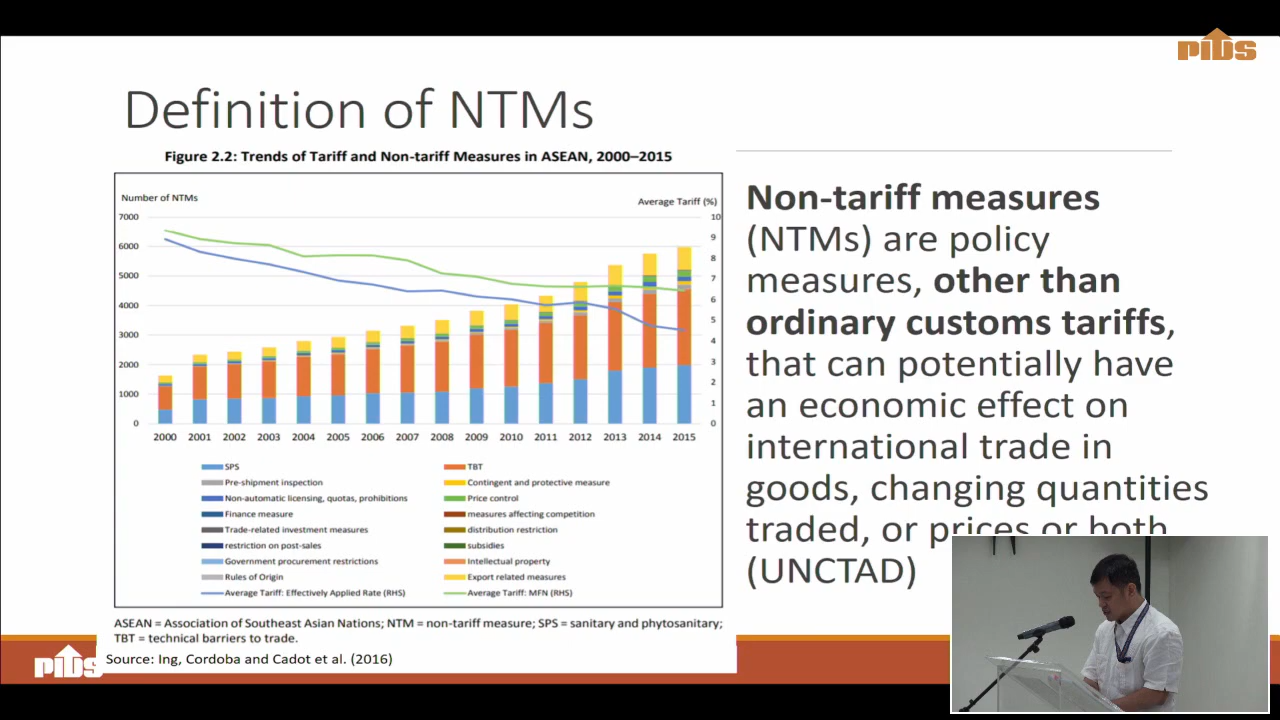 PIDS
Definition of NTMs
Figure 2.2: Trends of Tariff and Non-tariff Measures in ASEAN, 2000–2015
Number of NTMs
Average Tariff (%)
7000
6000
5000
4000
3000
2000
1000
0
10
9
8
7
6
5
4
3
2
1
0
2000 2001 2002 2003 2004 2005 2006 2007 2008 2009 2010 2011 2012 2013 2014 2015
SPS
TBT
Pre-shipment inspection
Contingent and protective measure
Non-automatic licensing, quotas, prohibitions
Price control
Finance measure
measures affecting competition
Trade-related investment measures
distribution restriction
restriction on post-sales
subsidies
Government procurement restrictions
Intellectual property
Rules of Origin
Export related measures
Average Tariff: Effectively Applied Rate (RHS)
Average Tariff: MFN (RHS)
ASEAN = Association of Southeast Asian Nations; NTM = non-tariff measure; SPS = sanitary and phytosanitary;
TBT = technical barriers to trade.
Source: Ing, Cordoba and Cadot et al. (2016)
Non-tariff measures
(NTMs) are policy
measures, other than
ordinary customs tariffs,
that can potentially have
an economic effect on
international trade in
goods, changing quantities
traded, or prices or both
(UNCTAD)
PIDS